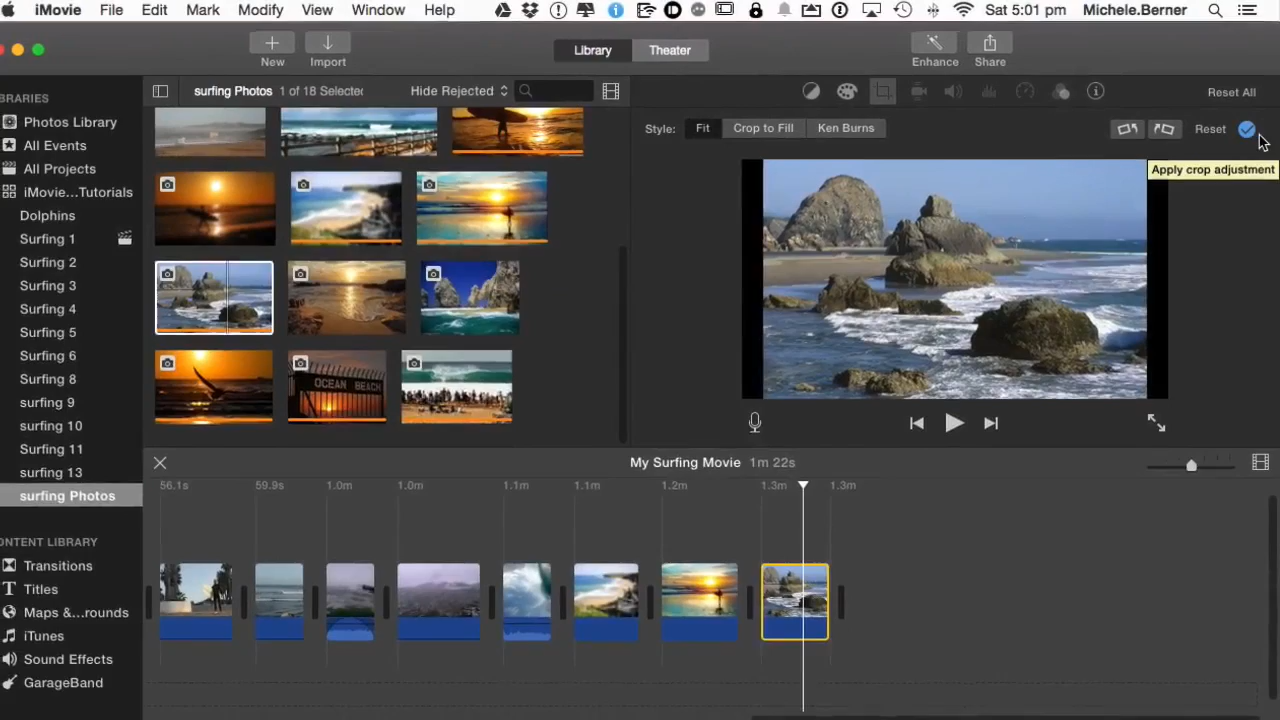 iMovie File Edit Mark Modify View Window Help Sat 5:01 pm Michele.Berner
New Import Library Theater Enhance Share
BRARIES
Photos Library
All Events
All Projects
iMovie...Tutorials
Dolphins
Surfing 1
Surfing 2
Surfing 3
Surfing 4
Surfing 5
Surfing 6
Surfing 8
surfing 9
surfing 10
Surfing 11
surfing 13
surfing Photos
ONTENT LIBRARY
Transitions
Titles
Maps &...rounds
iTunes
Sound Effects
GarageBand
surfing Photos 1 of 18 Selected Hide Rejected
OCEAN BEACH
Reset All
Style: Fit Crop to Fill Ken Burns Reset
Apply crop adjustment
My Surfing Movie 1m 22s
56.1s 59.9s 1.0m 1.0m 1.1m 1.1m 1.2m 1.3m 1.3m